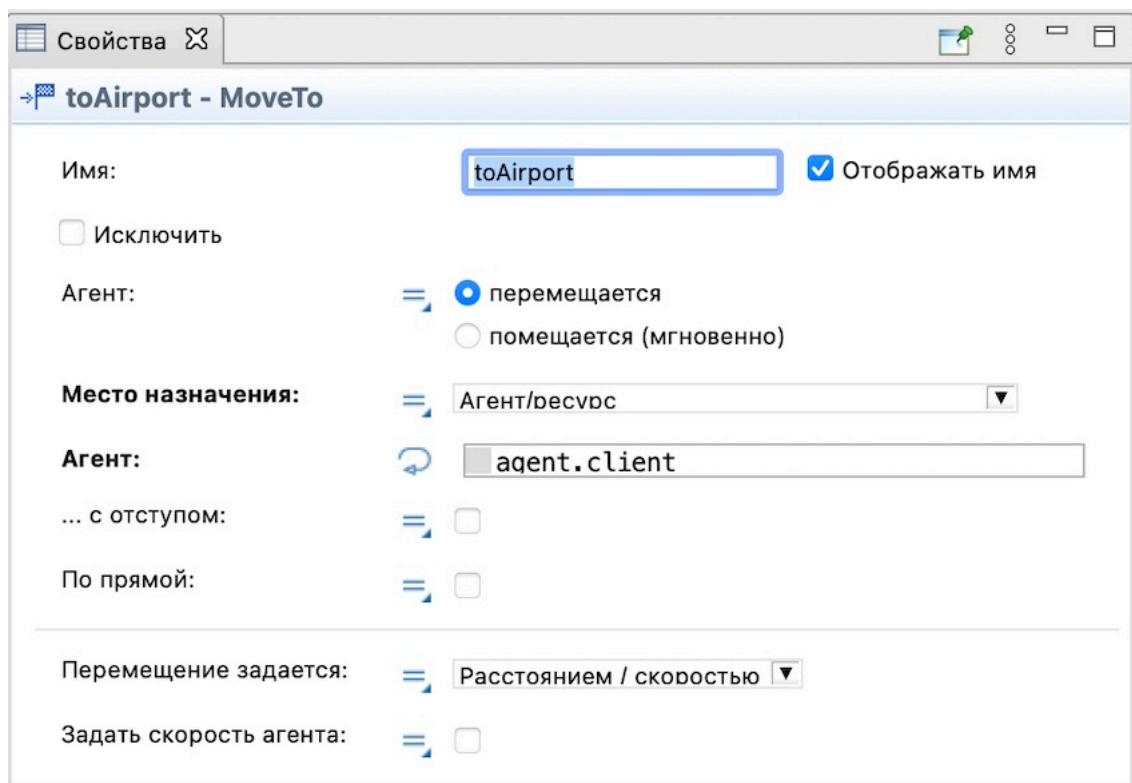 Свойства
toAirport - MoveTo
Имя: toAirport Отображать имя
Исключить
Агент: перемещается
помещается (мгновенно)
Место назначения: Агент/ресурс
Агент: agent.client
... с отступом:
По прямой:
Перемещение задается: Расстоянием / скоростью
Задать скорость агента: